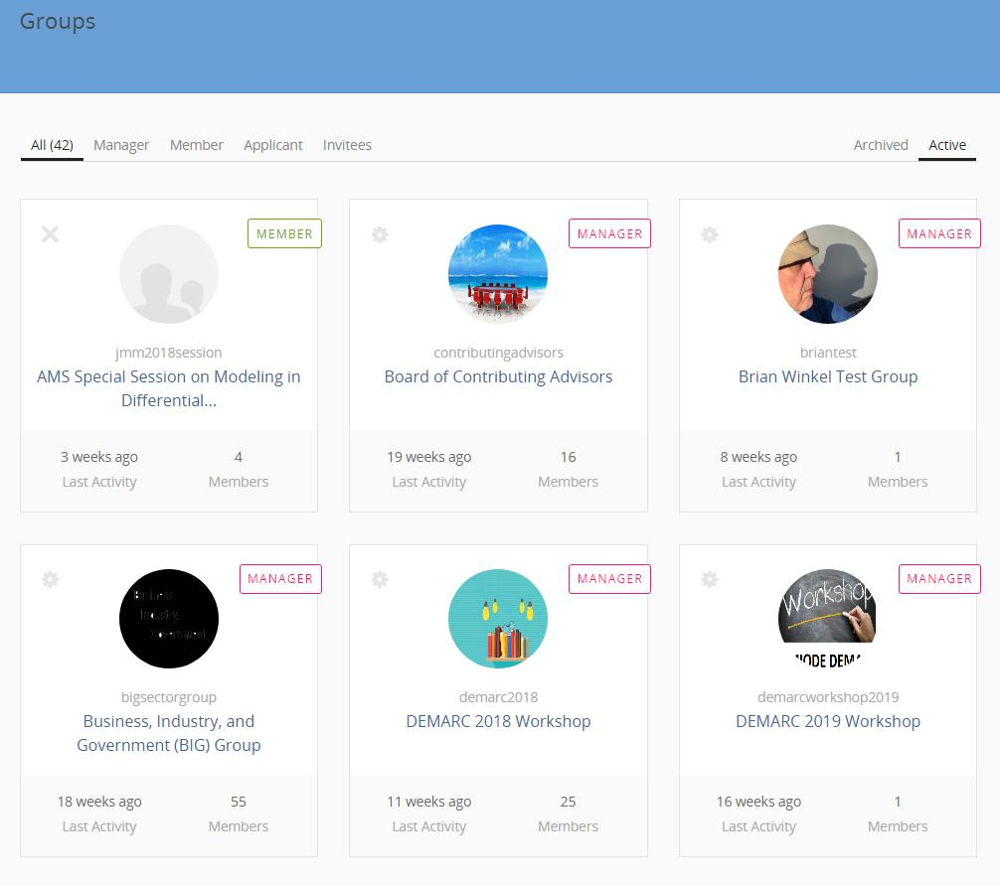 Groups
All (42) Manager Member Applicant Invitees Archived Active
MEMBER
jmm2018session
AMS Special Session on Modeling in
Differential...
3 weeks ago 4
Last Activity Members
MANAGER
contributingadvisors
Board of Contributing Advisors
19 weeks ago 16
Last Activity Members
MANAGER
briantest
Brian Winkel Test Group
8 weeks ago 1
Last Activity Members
MANAGER
Business
Industry
Government
bigsectorgroup
Business, Industry, and
Government (BIG) Group
18 weeks ago 55
Last Activity Members
MANAGER
demarc2018
DEMARC 2018 Workshop
11 weeks ago 25
Last Activity Members
MANAGER
Workshop
demarcworkshop2019
DEMARC 2019 Workshop
16 weeks ago 1
Last Activity Members